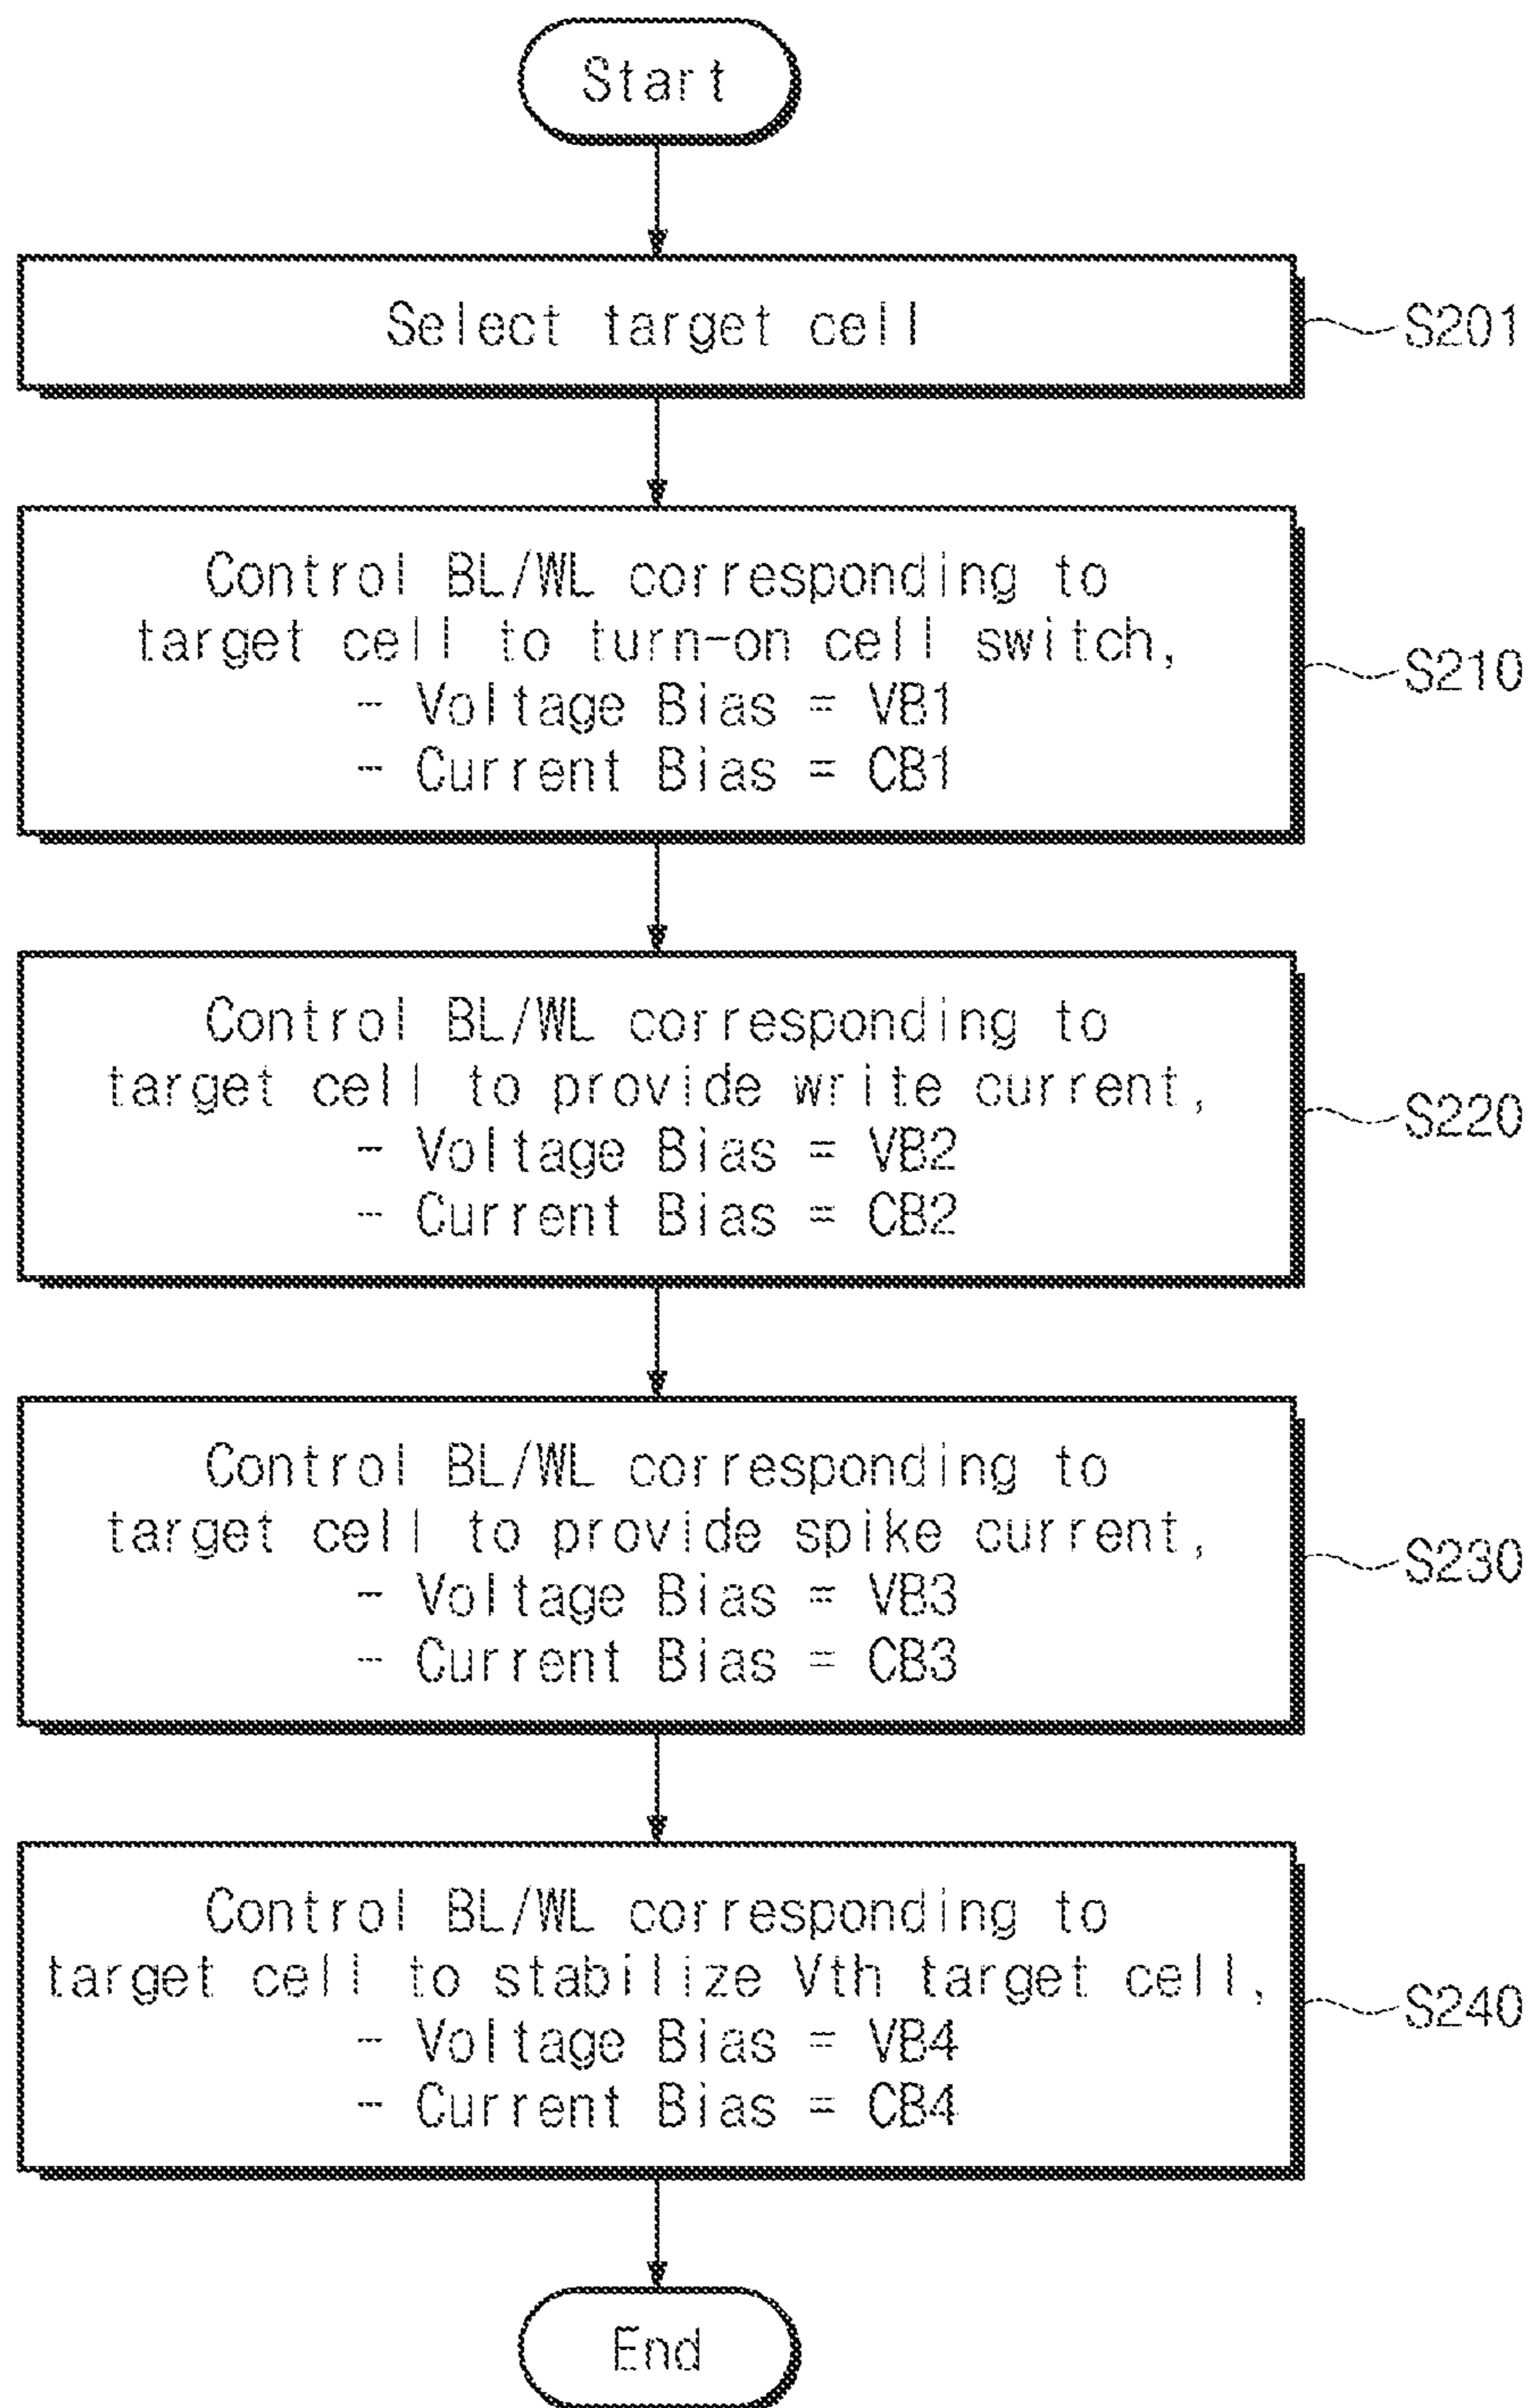 Start
Select target cell
S201
Control BL/WL corresponding to
target cell to turn-on cell switch,
- Voltage Bias = VB1
- Current Bias = CB1
S210
Control BL/WL corresponding to
target cell to provide write current,
- Voltage Bias = VB2
- Current Bias = CB2
S220
Control BL/WL corresponding to
target cell to provide spike current,
- Voltage Bias = VB3
- Current Bias = CB3
S230
Control BL/WL corresponding to
target cell to stabilize Vth target cell,
- Voltage Bias = VB4
- Current Bias = CB4
S240
End